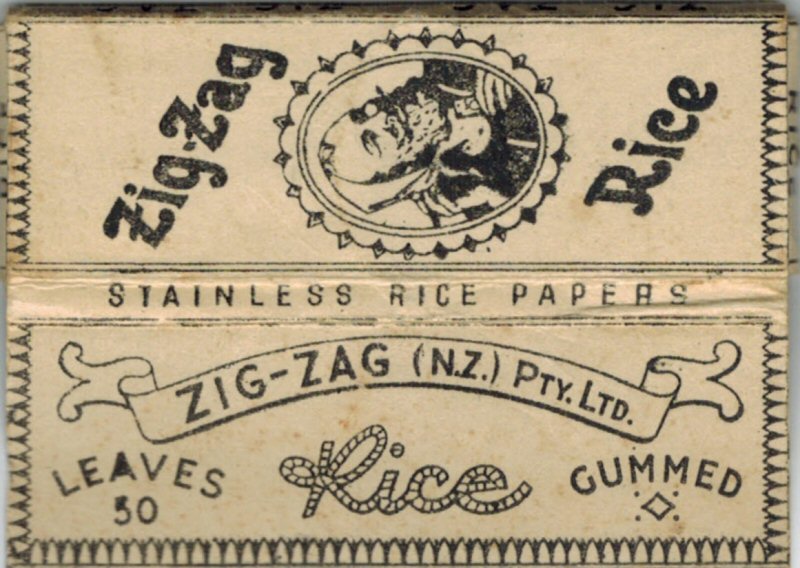 Zig-Zag
Rice
STAINLESS RICE PAPERS
ZIG-ZAG (N.Z.) PTY. LTD.
LEAVES
50
Rice
GUMMED